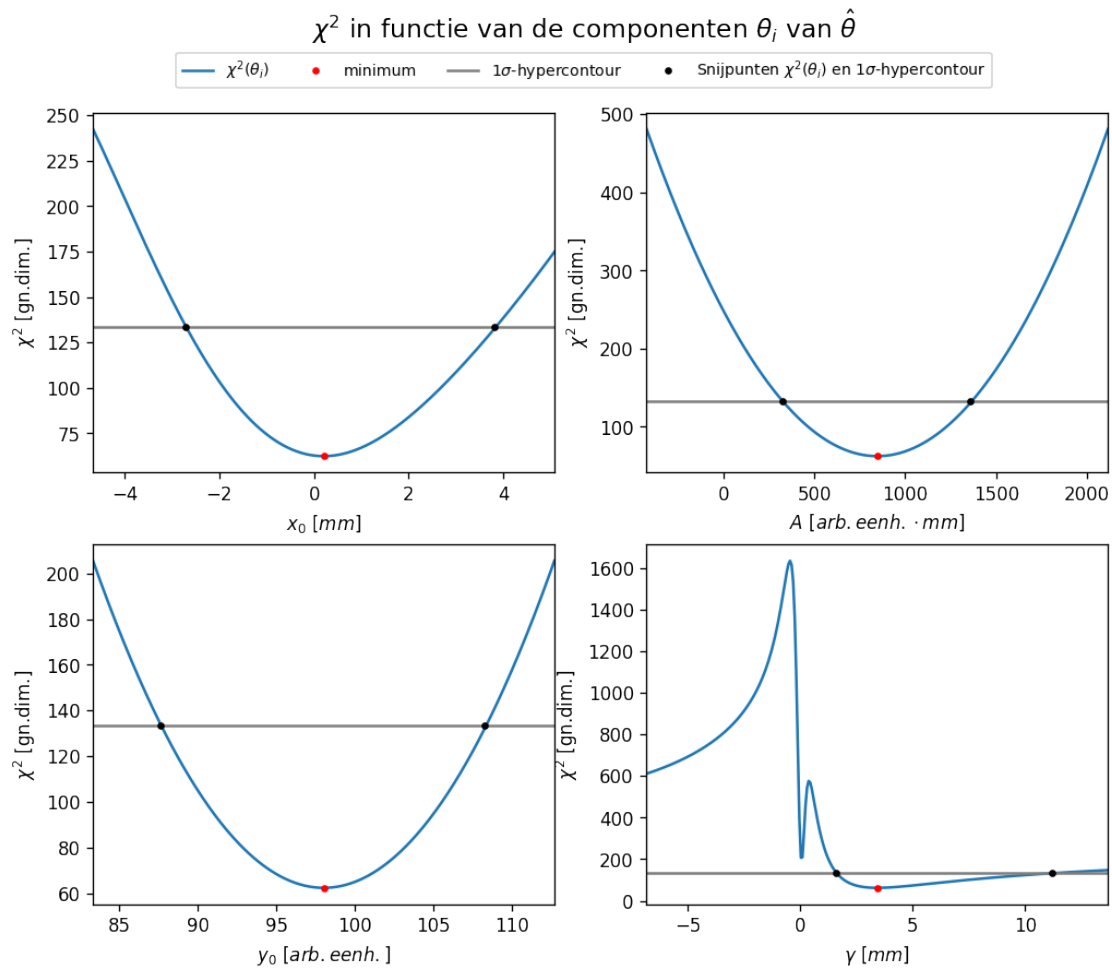 χ² in functie van de componenten θᵢ van θ̂
χ²(θᵢ) minimum 1σ-hypercontour Snijpunten χ²(θᵢ) en 1σ-hypercontour
250
225
200
175
150
125
100
75
χ² [gn.dim.]
−4 −2 0 2 4
x₀ [mm]
500
400
300
200
100
χ² [gn.dim.]
0 500 1000 1500 2000
A [arb. eenh. · mm]
200
180
160
140
120
100
80
60
χ² [gn.dim.]
85 90 95 100 105 110
y₀ [arb. eenh. ]
1600
1400
1200
1000
800
600
400
200
0
χ² [gn.dim.]
−5 0 5 10
γ [mm]